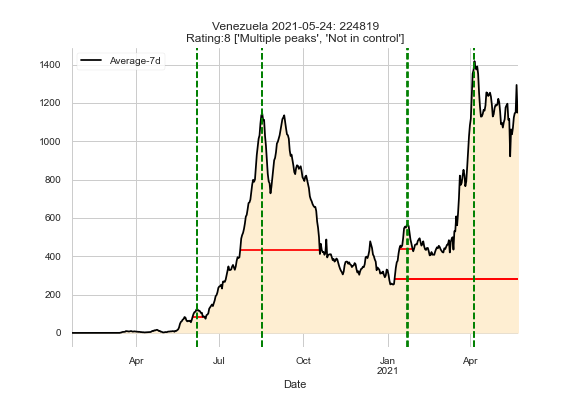 Venezuela 2021-05-24: 224819
Rating:8 ['Multiple peaks', 'Not in control']
Average-7d
1400
1200
1000
800
600
400
200
0
Apr
Jul
Oct
Jan
2021
Apr
Date